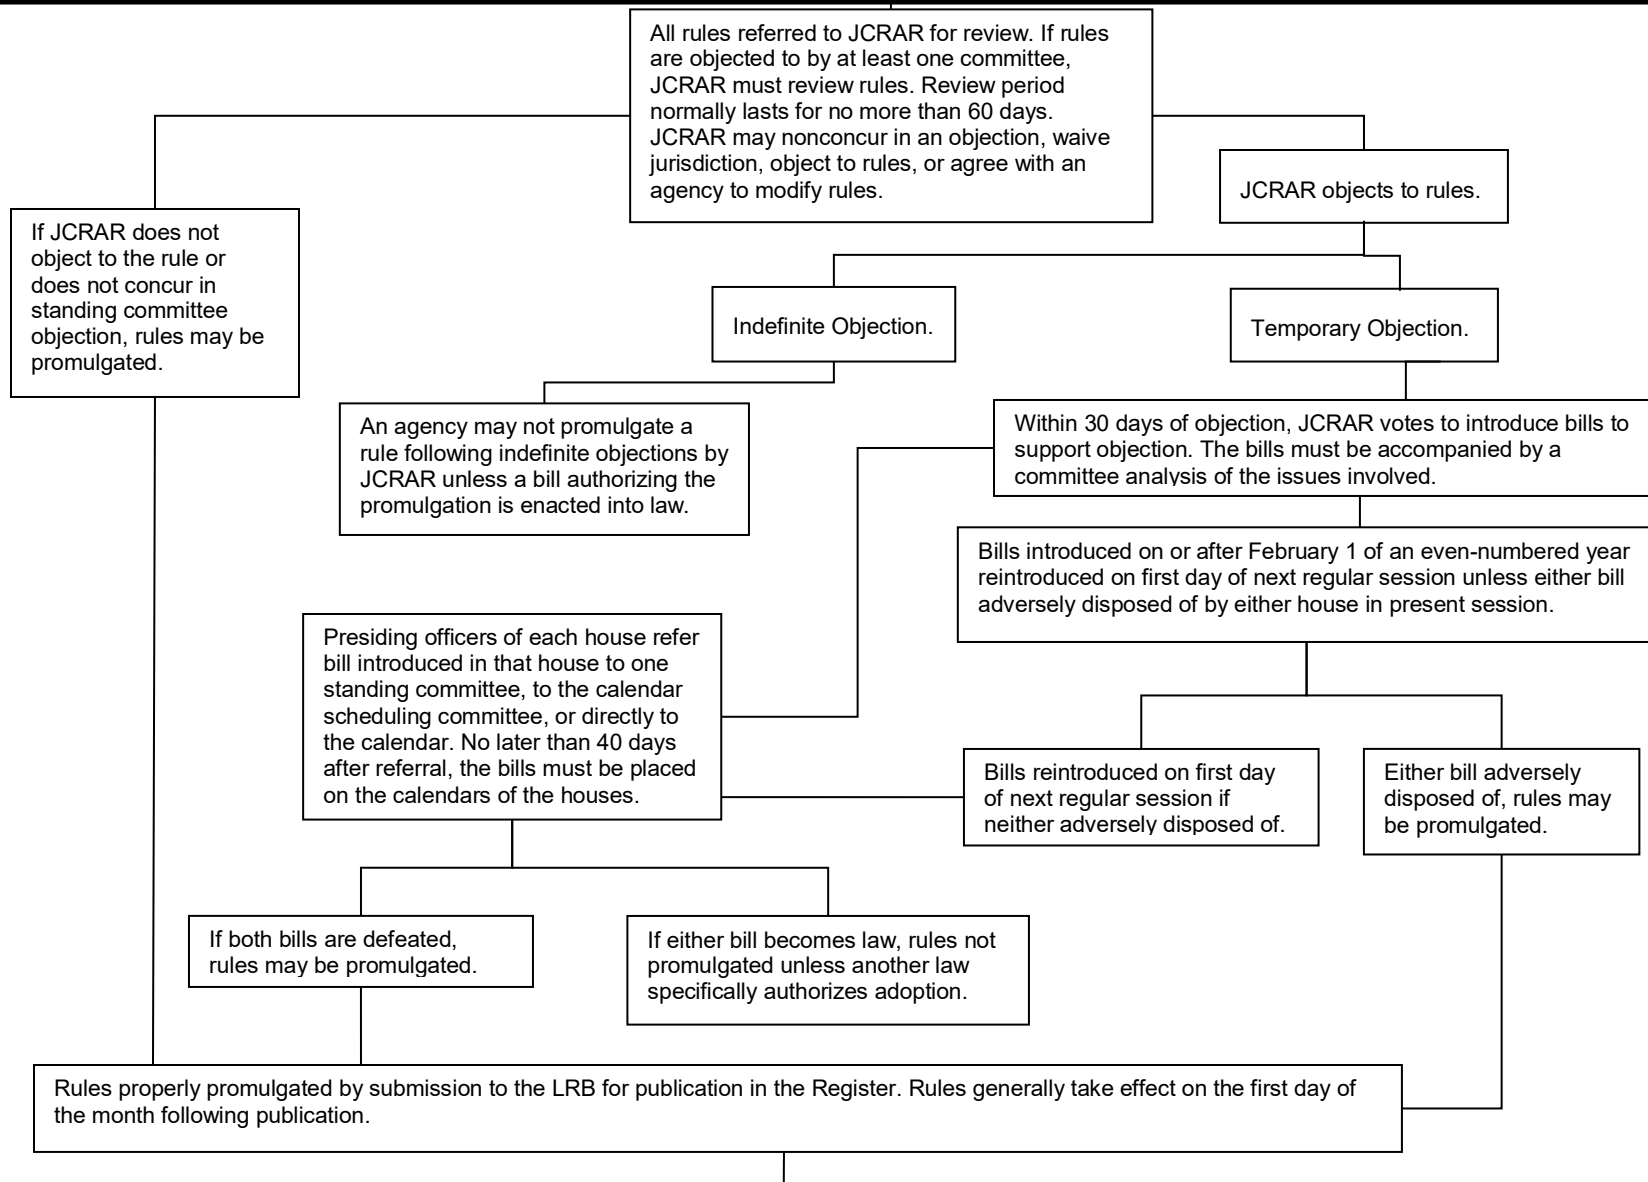 All rules referred to JCRAR for review. If rules
are objected to by at least one committee,
JCRAR must review rules. Review period
normally lasts for no more than 60 days.
JCRAR may nonconcur in an objection, waive
jurisdiction, object to rules, or agree with an
agency to modify rules.
JCRAR objects to rules.
If JCRAR does not
object to the rule or
does not concur in
standing committee
objection, rules may be
promulgated.
Indefinite Objection.
Temporary Objection.
An agency may not promulgate a
rule following indefinite objections by
JCRAR unless a bill authorizing the
promulgation is enacted into law.
Within 30 days of objection, JCRAR votes to introduce bills to
support objection. The bills must be accompanied by a
committee analysis of the issues involved.
Bills introduced on or after February 1 of an even-numbered year
reintroduced on first day of next regular session unless either bill
adversely disposed of by either house in present session.
Presiding officers of each house refer
bill introduced in that house to one
standing committee, to the calendar
scheduling committee, or directly to
the calendar. No later than 40 days
after referral, the bills must be placed
on the calendars of the houses.
Bills reintroduced on first day
of next regular session if
neither adversely disposed of.
Either bill adversely
disposed of, rules may
be promulgated.
If both bills are defeated,
rules may be promulgated.
If either bill becomes law, rules not
promulgated unless another law
specifically authorizes adoption.
Rules properly promulgated by submission to the LRB for publication in the Register. Rules generally take effect on the first day of
the month following publication.